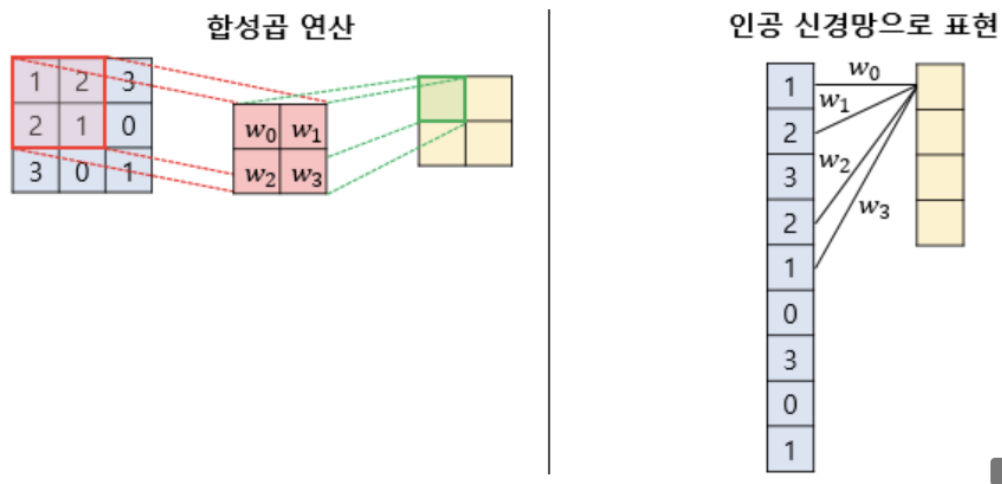 합성곱 연산
1 2 3
2 1 0
3 0 1
w₀ w₁
w₂ w₃
인공 신경망으로 표현
1
2
3
2
1
0
3
0
1
w₀
w₁
w₂
w₃